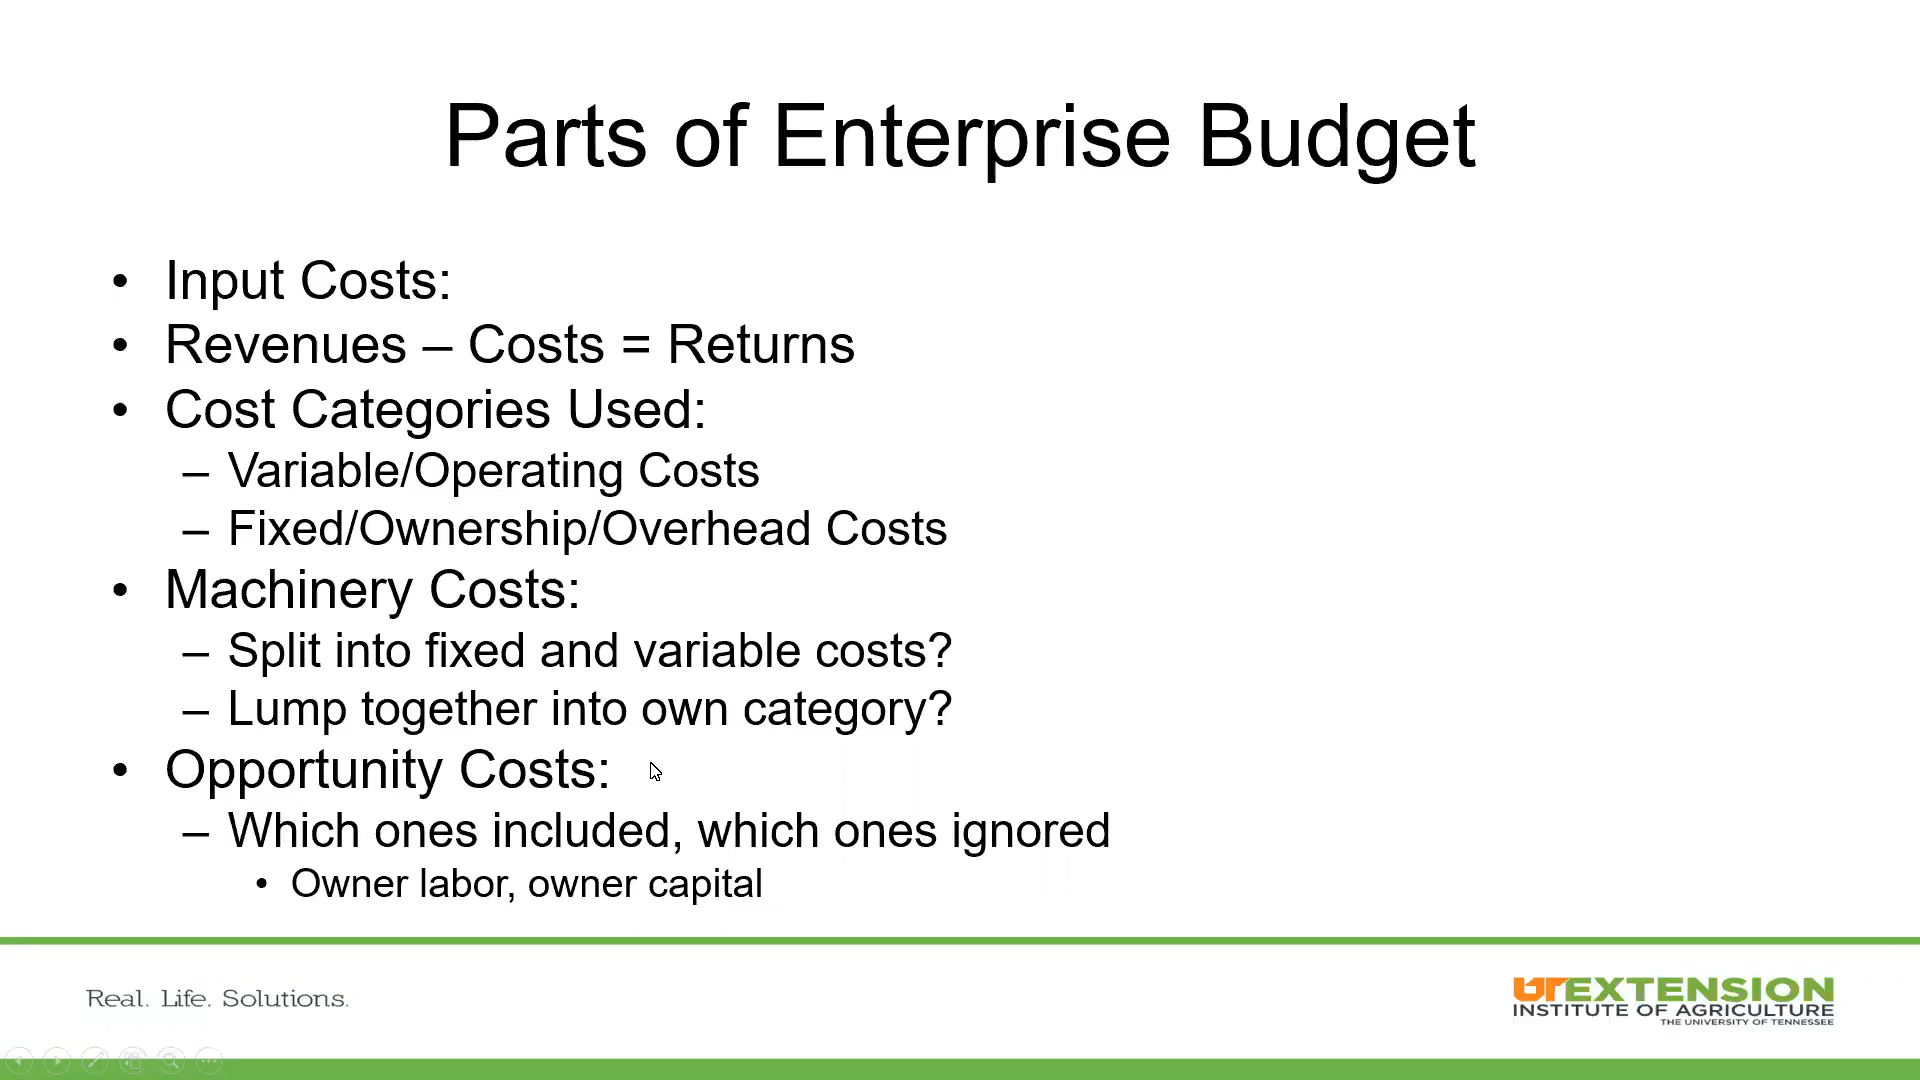 Parts of Enterprise Budget
• Input Costs:
• Revenues – Costs = Returns
• Cost Categories Used:
– Variable/Operating Costs
– Fixed/Ownership/Overhead Costs
• Machinery Costs:
– Split into fixed and variable costs?
– Lump together into own category?
• Opportunity Costs:
– Which ones included, which ones ignored
• Owner labor, owner capital
Real. Life. Solutions.
UT EXTENSION
INSTITUTE OF AGRICULTURE
THE UNIVERSITY OF TENNESSEE